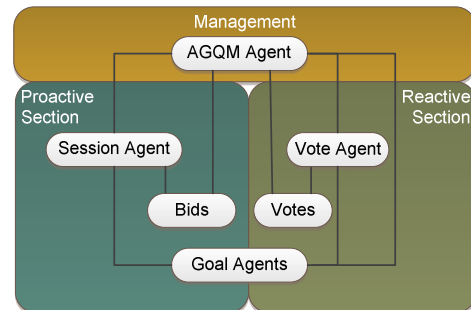 Management
AGQM Agent
Proactive
Section
Reactive
Section
Session Agent
Vote Agent
Bids
Votes
Goal Agents